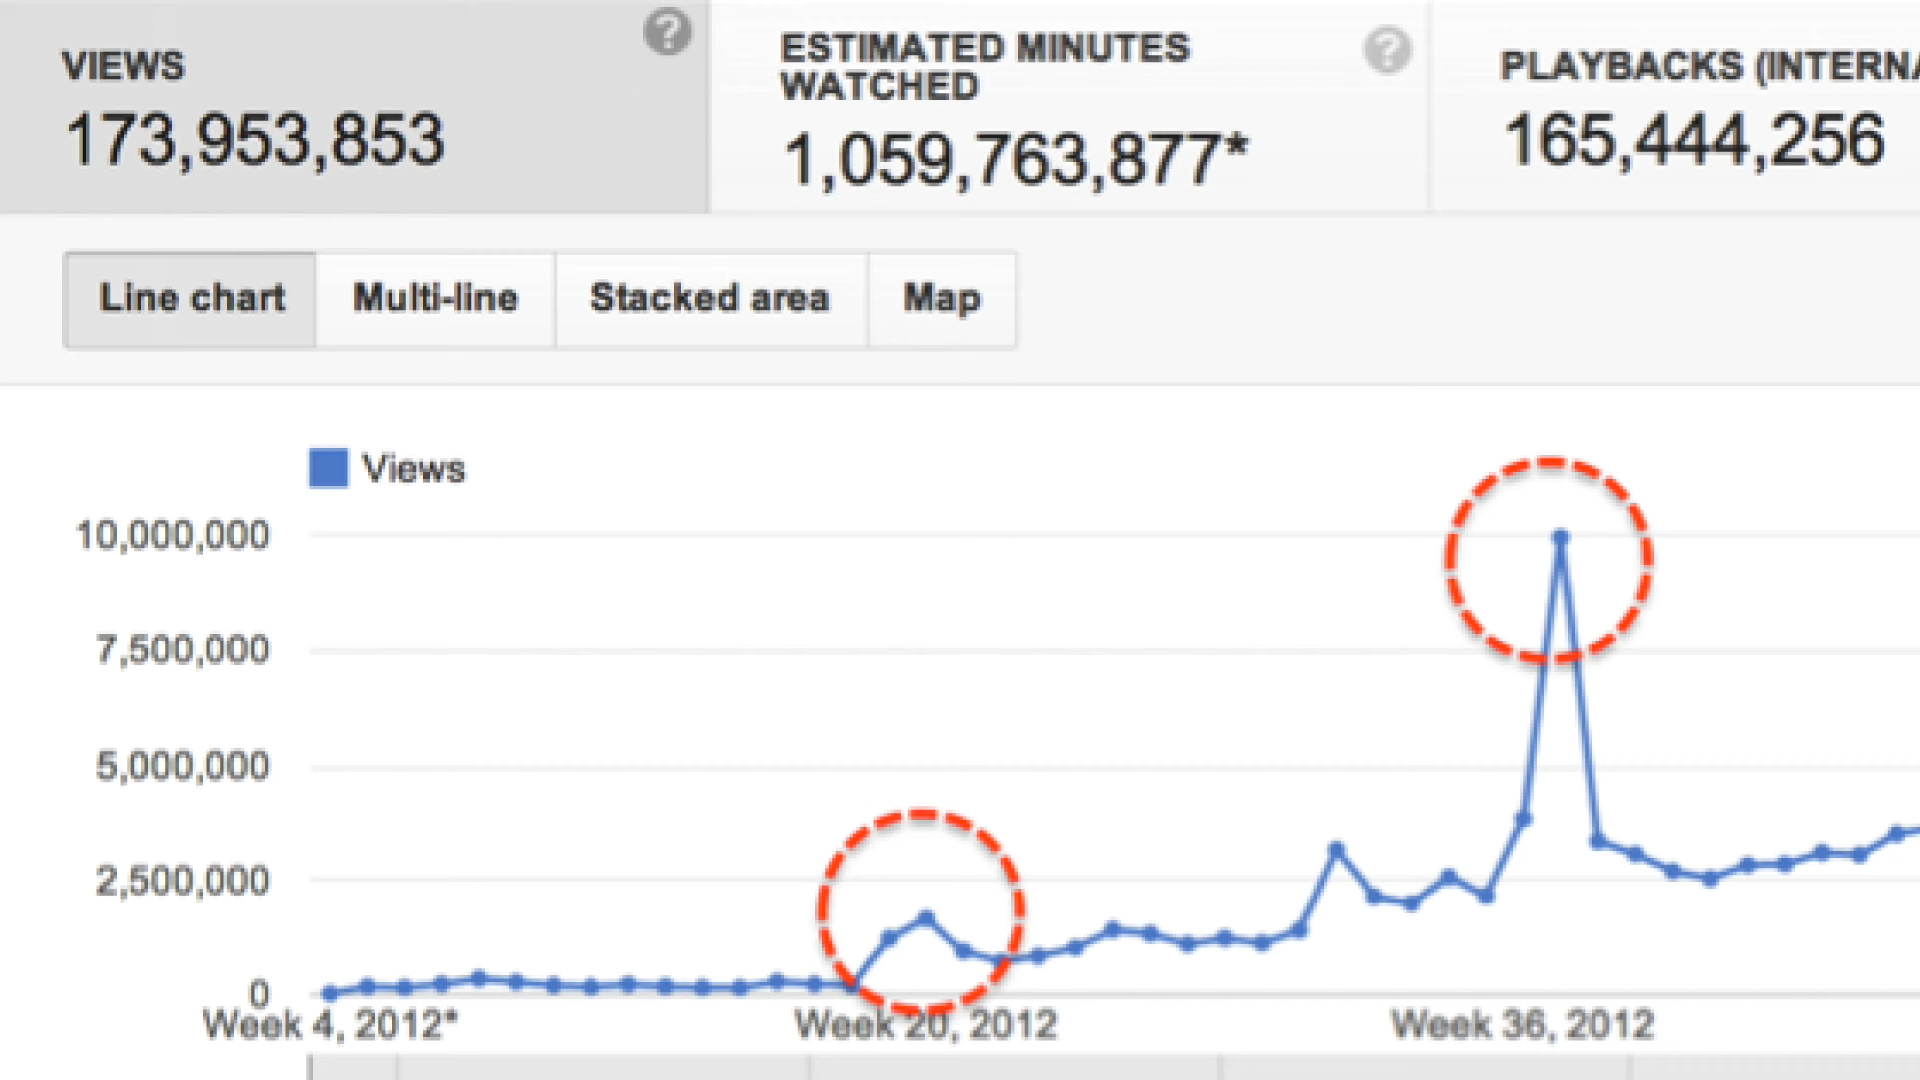 VIEWS
?
173,953,853
ESTIMATED MINUTES
WATCHED
?
1,059,763,877*
PLAYBACKS (INTERNA
165,444,256
Line chart
Multi-line
Stacked area
Map
Views
10,000,000
7,500,000
5,000,000
2,500,000
0
Week 4, 2012*
Week 20, 2012
Week 36, 2012